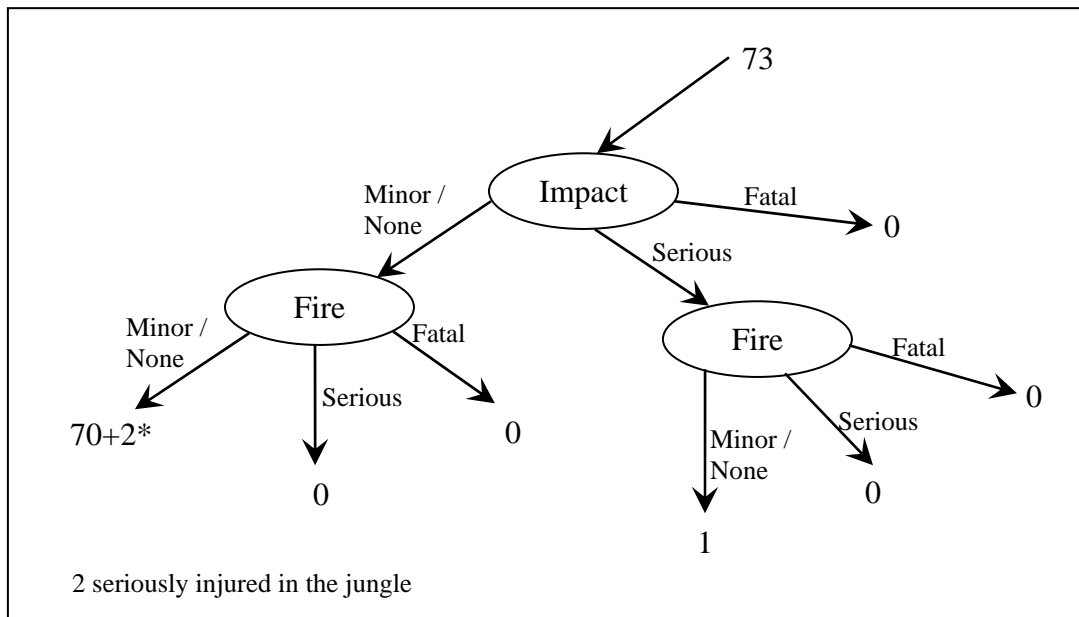 73
Impact
Minor /
None
Fatal
0
Serious
Fire
Minor /
None
Fatal
Serious
70+2*
0
0
Fire
Fatal
0
Serious
Minor /
None
0
1
2 seriously injured in the jungle